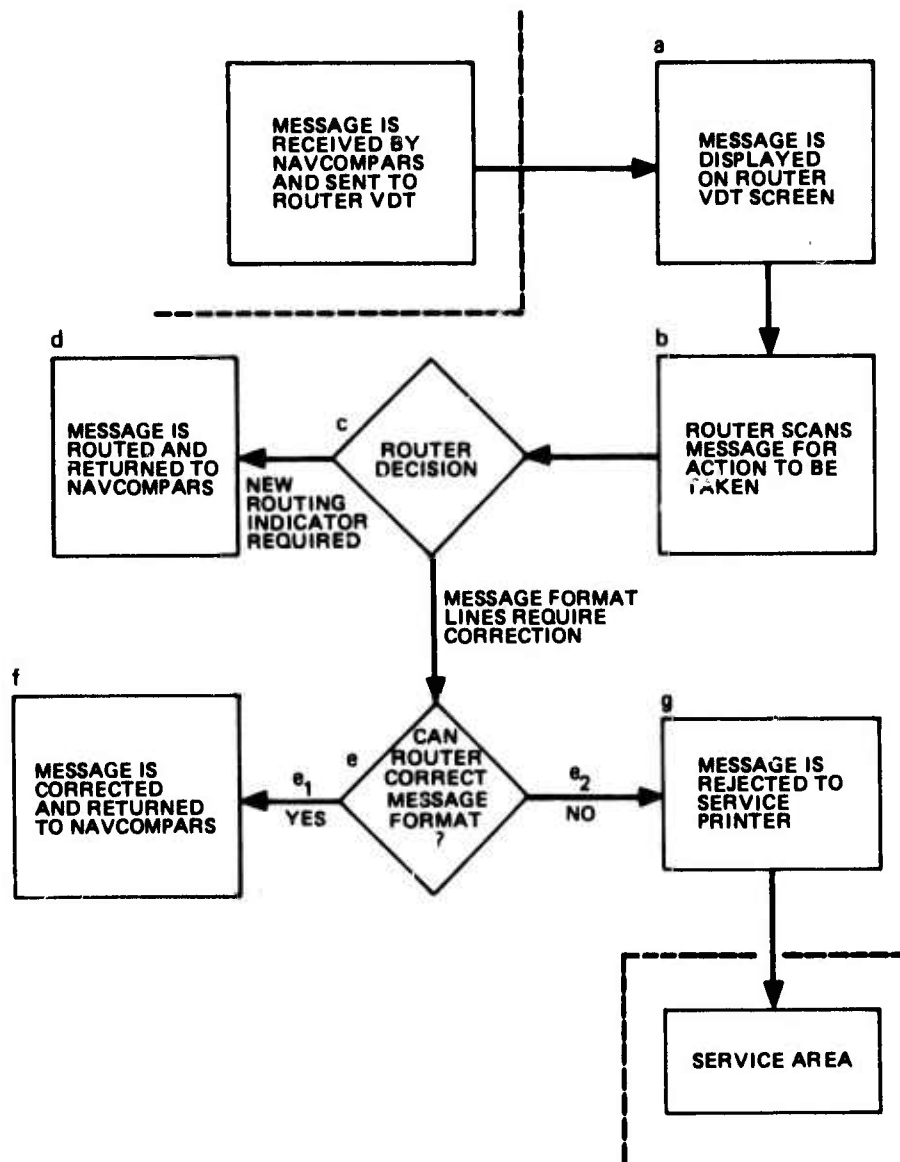 a
MESSAGE IS
RECEIVED BY
NAVCOMPARS
AND SENT TO
ROUTER VDT
MESSAGE IS
DISPLAYED
ON ROUTER
VDT SCREEN
d
b
MESSAGE IS
ROUTED AND
RETURNED TO
NAVCOMPARS
c
ROUTER
DECISION
NEW
ROUTING
INDICATOR
REQUIRED
ROUTER SCANS
MESSAGE FOR
ACTION TO BE
TAKEN
MESSAGE FORMAT
LINES REQUIRE
CORRECTION
f
g
MESSAGE IS
CORRECTED
AND RETURNED
TO NAVCOMPARS
e1
YES
e
CAN
ROUTER
CORRECT
MESSAGE
FORMAT
?
e2
NO
MESSAGE IS
REJECTED TO
SERVICE
PRINTER
SERVICE AREA